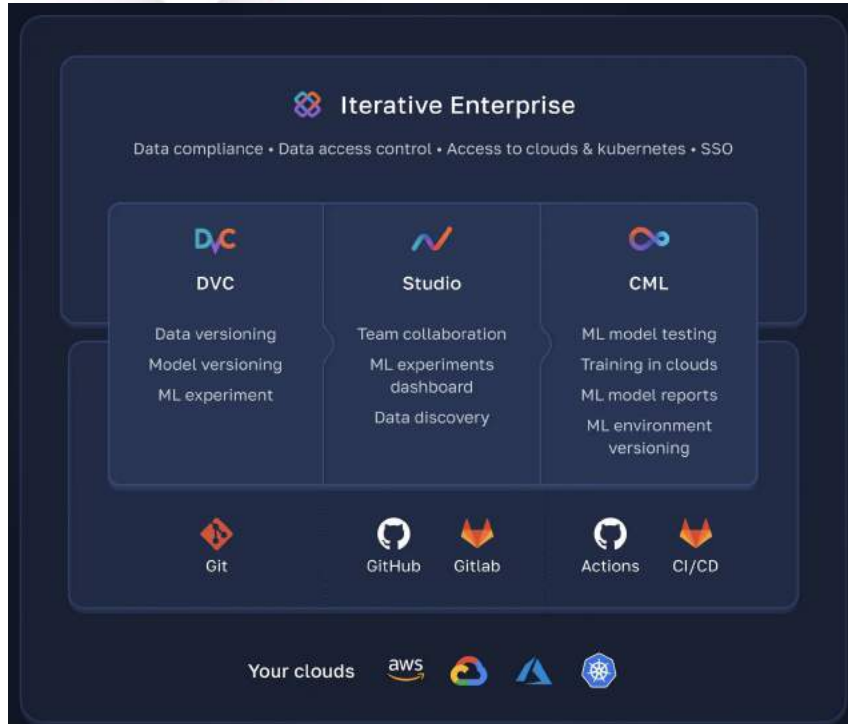 Iterative Enterprise
Data compliance • Data access control • Access to clouds & kubernetes • SSO
DVC
DVC
Data versioning
Model versioning
ML experiment
Studio
Team collaboration
ML experiments
dashboard
Data discovery
CML
ML model testing
Training in clouds
ML model reports
ML environment
versioning
Git
GitHub
Gitlab
Actions
CI/CD
Your clouds
aws